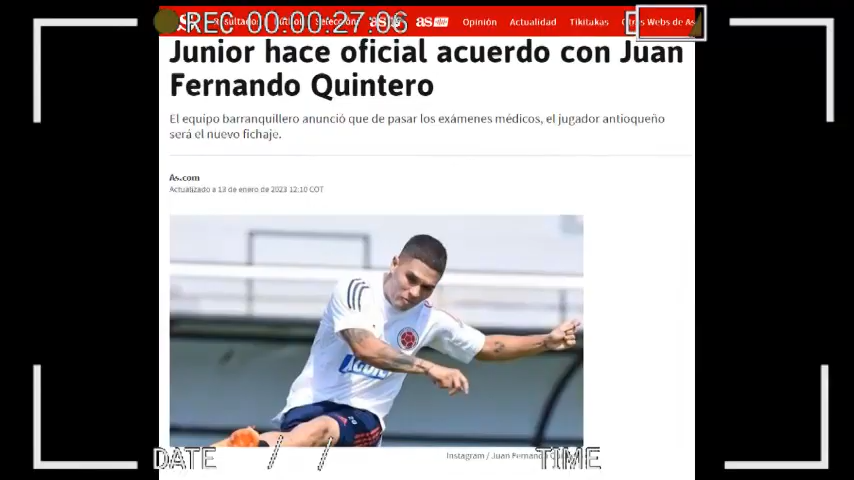 REC 00:00:27:06
as Opinión Actualidad Tikitakas Otras Webs de As
Junior hace oficial acuerdo con Juan
Fernando Quintero
El equipo barranquillero anunció que de pasar los exámenes médicos, el jugador antioqueño
será el nuevo fichaje.
As.com
Actualizado a 13 de enero de 2023 12:10 COT
Instagram / Juan Fernando
DATE / / TIME